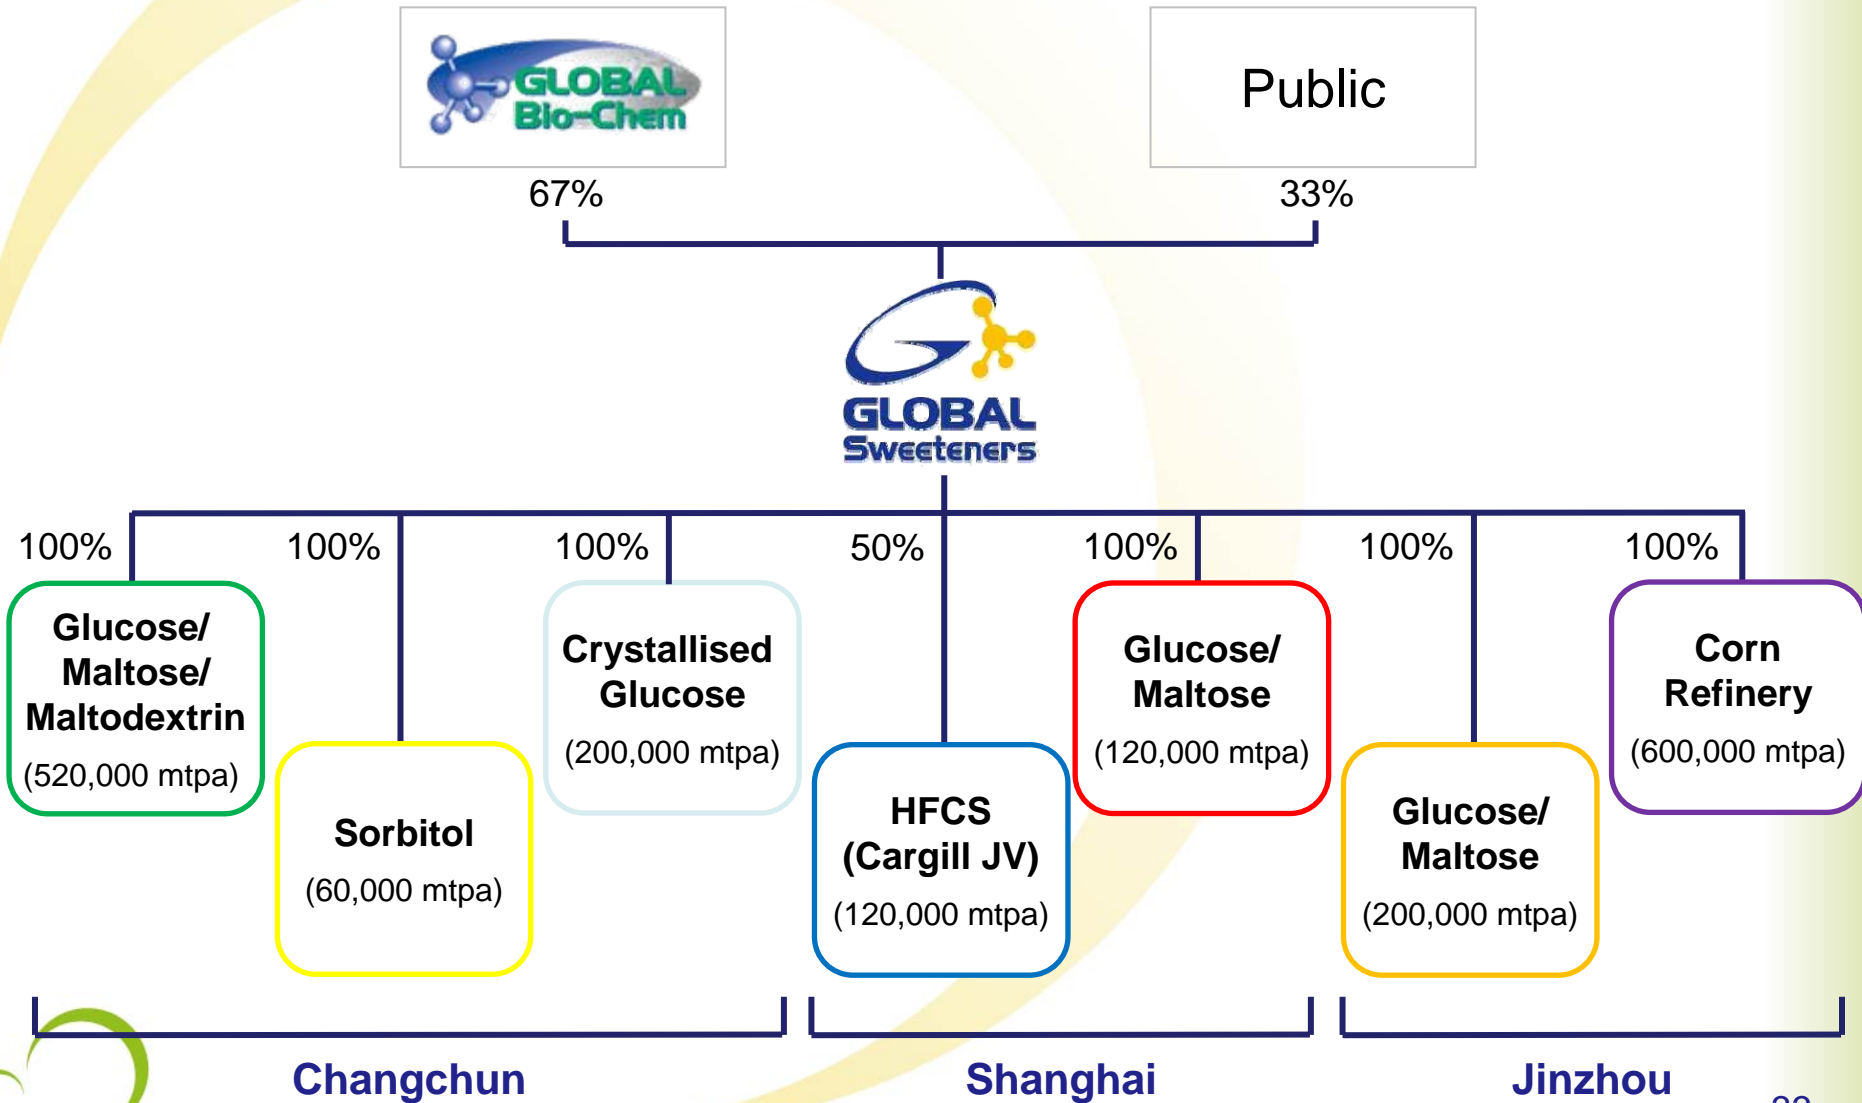 GLOBAL
Bio-Chem
Public
67%
33%
GLOBAL
Sweeteners
100%
100%
100%
50%
100%
100%
100%
Glucose/
Maltose/
Maltodextrin
(520,000 mtpa)
Sorbitol
(60,000 mtpa)
Crystallised
Glucose
(200,000 mtpa)
HFCS
(Cargill JV)
(120,000 mtpa)
Glucose/
Maltose
(120,000 mtpa)
Glucose/
Maltose
(200,000 mtpa)
Corn
Refinery
(600,000 mtpa)
Changchun
Shanghai
Jinzhou